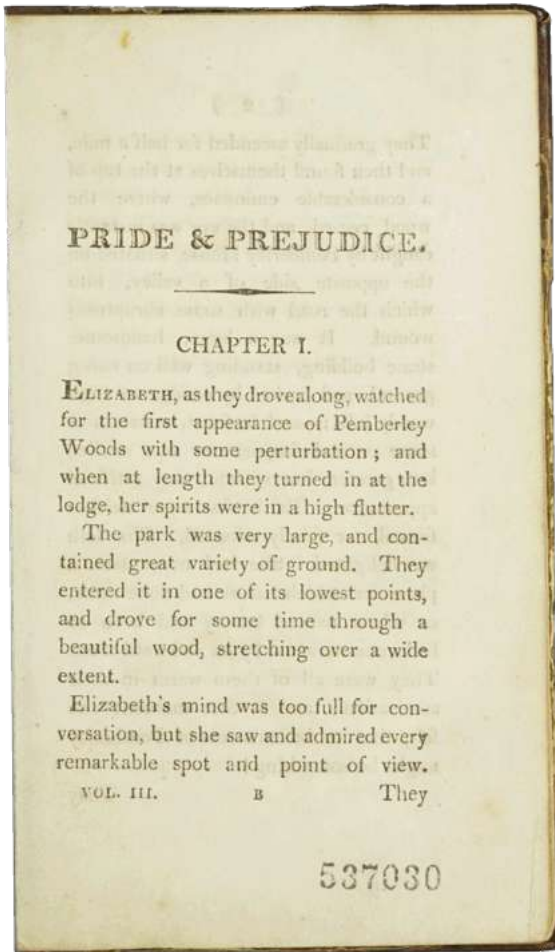 PRIDE & PREJUDICE.
CHAPTER I.
ELIZABETH, as they drove along, watched
for the first appearance of Pemberley
Woods with some perturbation ; and
when at length they turned in at the
lodge, her spirits were in a high flutter.
The park was very large, and con-
tained great variety of ground. They
entered it in one of its lowest points,
and drove for some time through a
beautiful wood, stretching over a wide
extent.
Elizabeth's mind was too full for con-
versation, but she saw and admired every
remarkable spot and point of view.
VOL. III. B They
537030